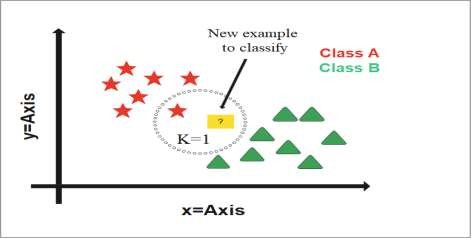 New example
to classify
Class A
Class B
?
K=1
y=Axis
x=Axis